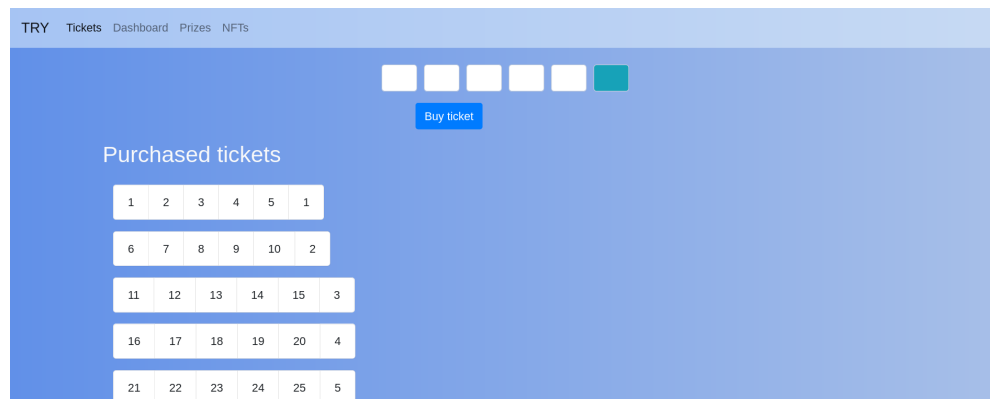 TRY Tickets Dashboard Prizes NFTs
Buy ticket
Purchased tickets
1 2 3 4 5 1
6 7 8 9 10 2
11 12 13 14 15 3
16 17 18 19 20 4
21 22 23 24 25 5